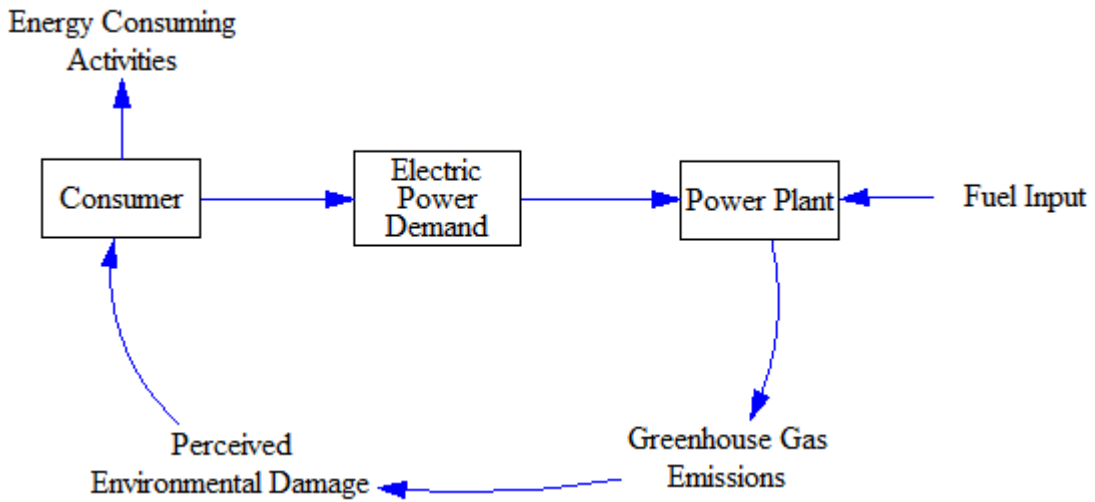 Energy Consuming
Activities
Consumer
Electric
Power
Demand
Power Plant
Fuel Input
Perceived
Environmental Damage
Greenhouse Gas
Emissions